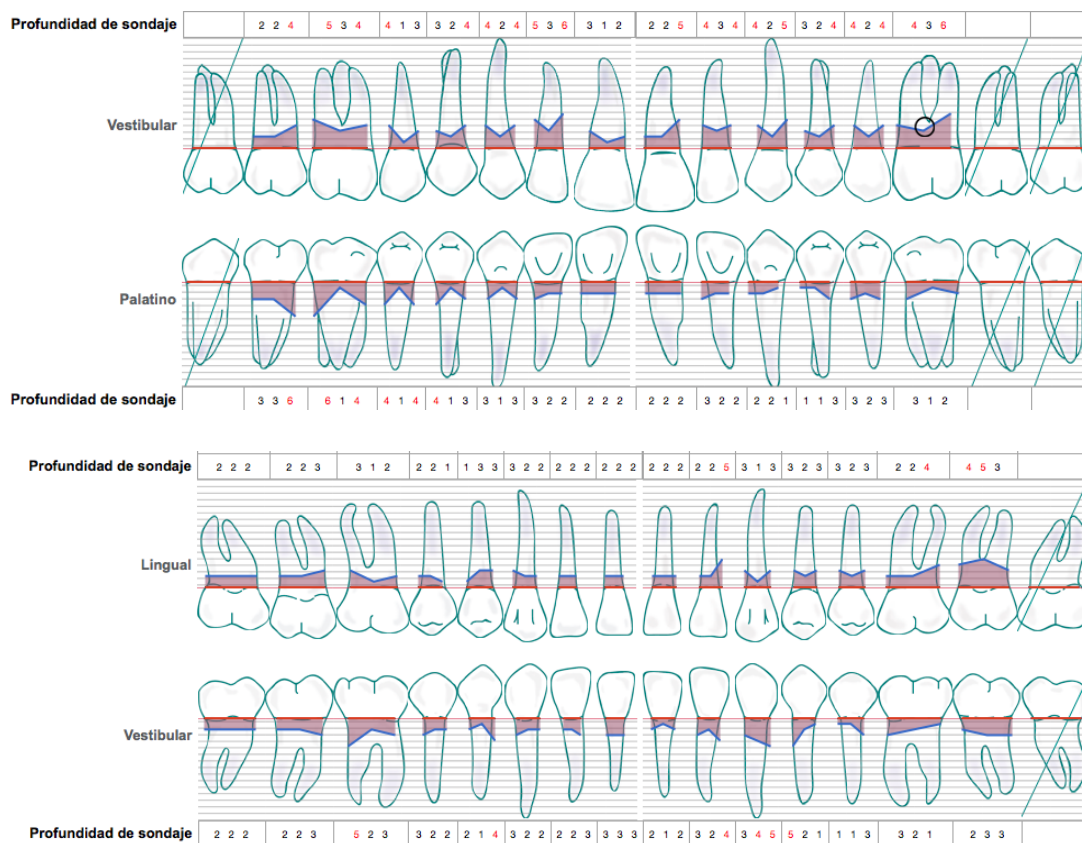 Profundidad de sondaje 2 2 4 5 3 4 4 1 3 3 2 4 4 2 4 5 3 6 3 1 2 2 2 5 4 3 4 4 2 5 3 2 4 4 2 4 4 3 6
Vestibular
Palatino
Profundidad de sondaje 3 3 6 6 1 4 4 1 4 4 1 3 3 1 3 3 2 2 2 2 2 2 2 2 3 2 2 2 2 1 1 1 3 3 2 3 3 1 2
Profundidad de sondaje 2 2 2 2 2 3 3 1 2 2 2 1 1 3 3 3 2 2 2 2 2 2 2 2 2 2 2 2 2 5 3 1 3 3 2 3 3 2 3 2 2 4 4 5 3
Lingual
Vestibular
Profundidad de sondaje 2 2 2 2 2 3 5 2 3 3 2 2 2 1 4 3 2 2 2 2 3 3 3 3 2 1 2 2 3 4 3 4 5 5 2 1 1 1 3 3 2 1 2 3 3